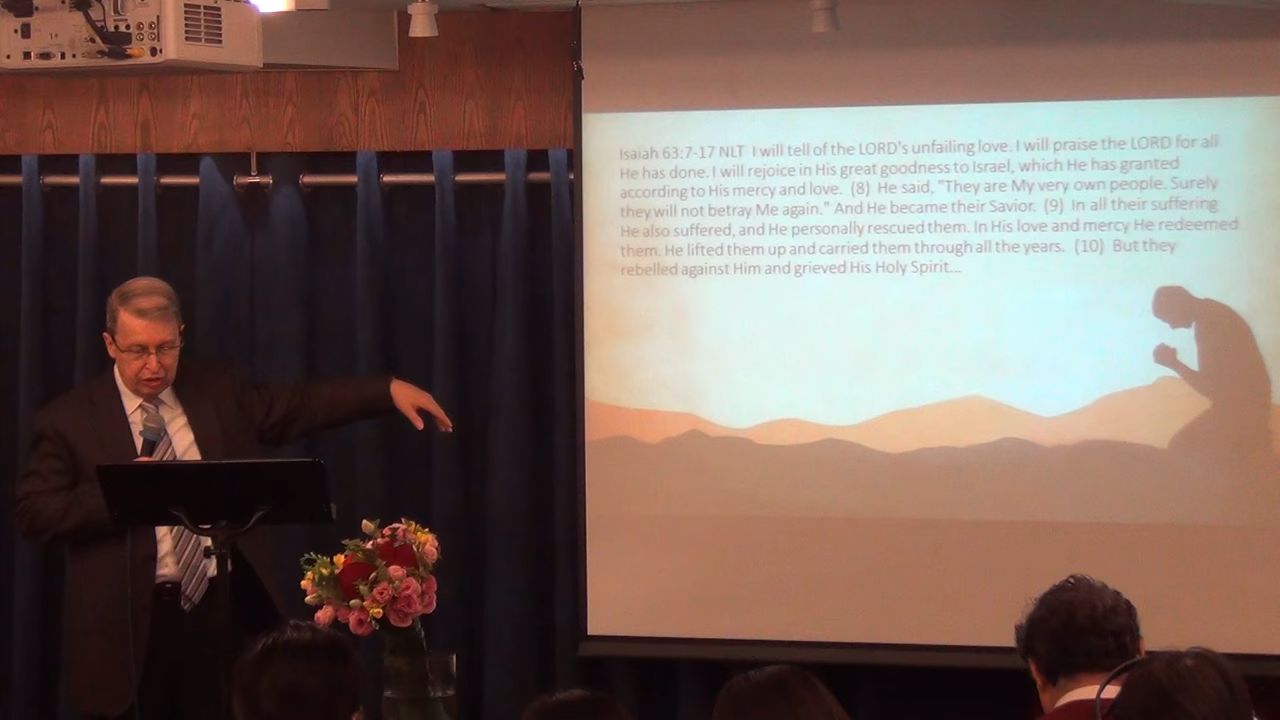 Isaiah 63:7-17 NLT I will tell of the LORD's unfailing love. I will praise the LORD for all
He has done. I will rejoice in His great goodness to Israel, which He has granted
according to His mercy and love. (8) He said, "They are My very own people. Surely
they will not betray Me again." And He became their Savior. (9) In all their suffering
He also suffered, and He personally rescued them. In His love and mercy He redeemed
them. He lifted them up and carried them through all the years. (10) But they
rebelled against Him and grieved His Holy Spirit...